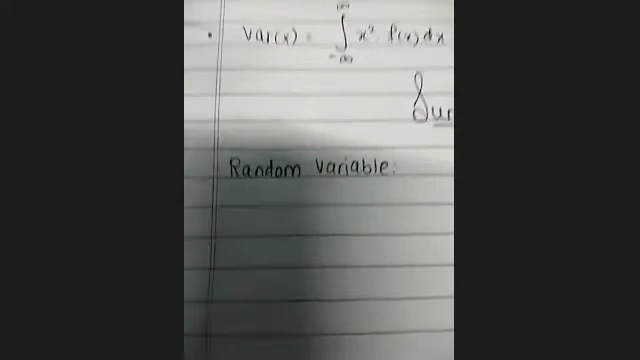 • Var(x) = ∫_{-∞}^{∞} x² f(x) dx
Random Variable: